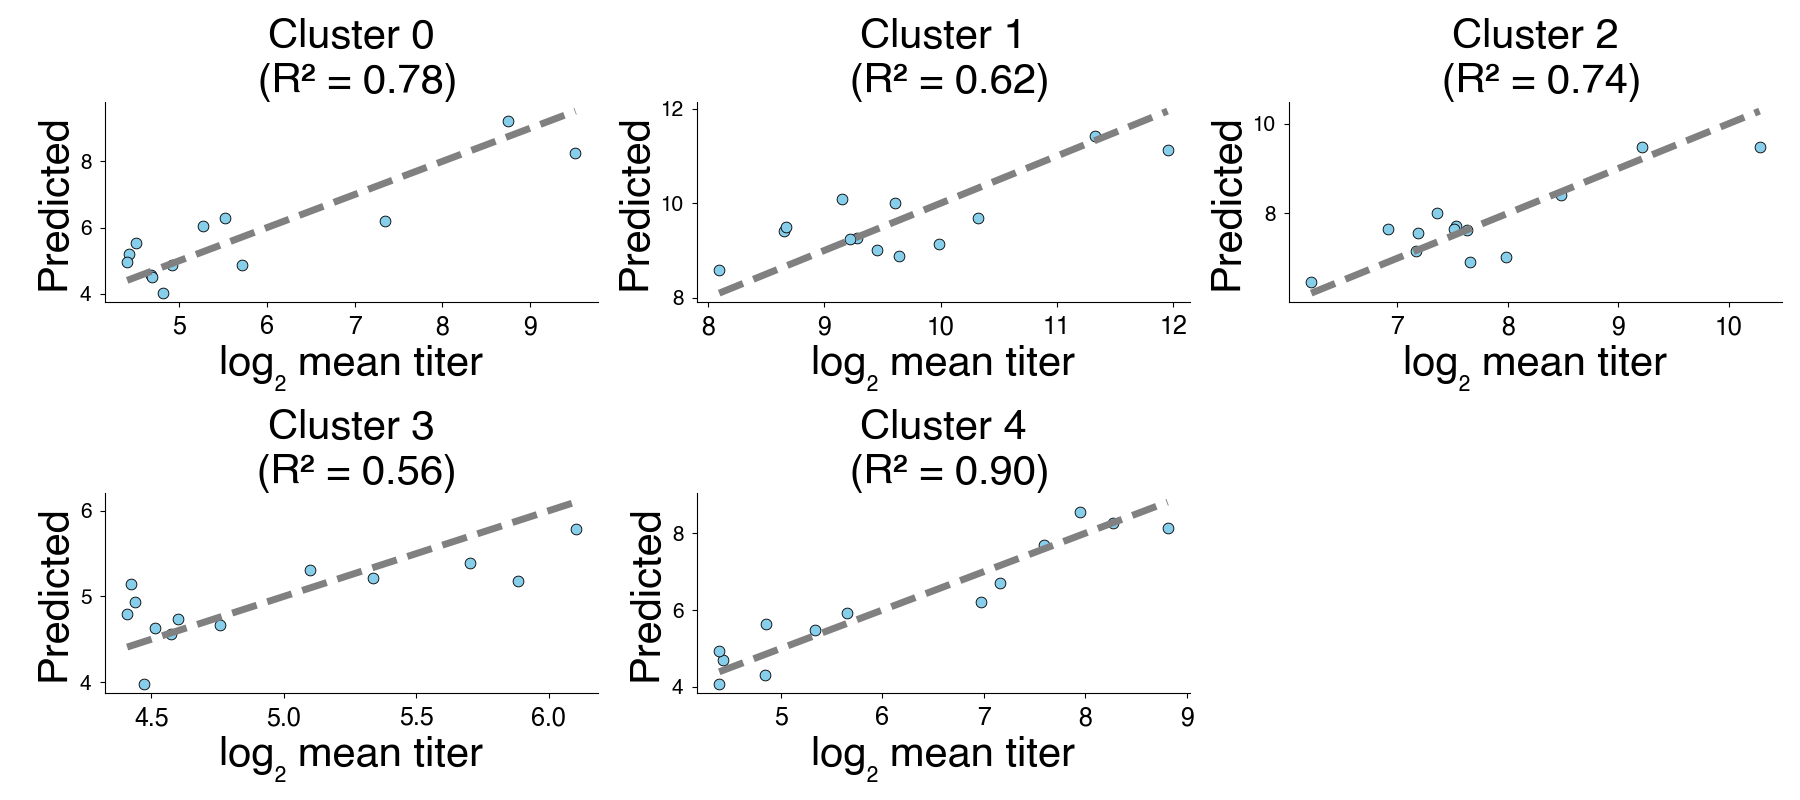 Cluster 0
(R² = 0.78)
Predicted
8
6
4
5 6 7 8 9
log₂ mean titer
Cluster 1
(R² = 0.62)
Predicted
12
10
8
8 9 10 11 12
log₂ mean titer
Cluster 2
(R² = 0.74)
Predicted
10
8
7 8 9 10
log₂ mean titer
Cluster 3
(R² = 0.56)
Predicted
6
5
4
4.5 5.0 5.5 6.0
log₂ mean titer
Cluster 4
(R² = 0.90)
Predicted
8
6
4
5 6 7 8 9
log₂ mean titer